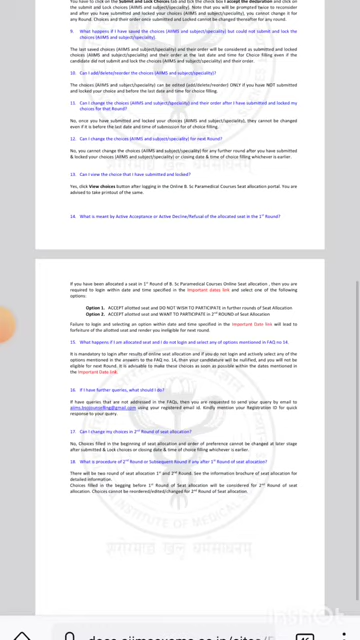 You have to click on the Submit and Lock Choices tab and tick the check box I accept the declaration and click on
the submit and Lock choices (AIIMS and subject/speciality). Note that you will be prompted twice to reconsider
and after you have submitted and locked your choices (AIIMS and subject/speciality), you cannot change it for
any Round. Choices and their order once submitted and Locked cannot be changed thereafter for any round.
9. What happens if I have saved the choices (AIIMS and subject/speciality but could not submit and lock the
choices (AIIMS and subject/speciality)
The last saved choices (AIIMS and subject/speciality) and their order will be considered as submitted and locked
choices (AIIMS and subject/speciality) and their order at the last date and time for Choice filling even if the
candidate did not submit and lock the choices (AIIMS and subject/speciality) and their order.
10. Can I add/delete/reorder the choices (AIIMS and subject/speciality)?
The choices (AIIMS and subject/speciality) can be edited (add/delete/reorder) ONLY if you have NOT submitted
and locked your choice and before the last date and time for choice filling.
11. Can I change the choices (AIIMS and subject/speciality) and their order after I have submitted and locked my
choices for that Round?
No, once you have submitted and locked your choices (AIIMS and subject/speciality), they cannot be changed
even if it is before the last date and time of submission for of choice filling.
12. Can I change the choices (AIIMS and subject/speciality) for next Round?
No, you cannot change the choices (AIIMS and subject/speciality) for any further round after you have submitted
& locked your choices (AIIMS and subject/speciality) or closing date & time of choice filling whichever is earlier.
13. Can I view the choice that I have submitted and locked?
Yes, click View choices button after logging in the Online B. Sc Paramedical Courses Seat allocation portal. You are
advised to take printout of the same.
14. What is meant by Active Acceptance or Active Decline/Refusal of the allocated seat in the 1st Round?
If you have been allocated a seat in 1st Round of B. Sc Paramedical Courses Online Seat allocation , then you are
required to login within date and time specified in the Important dates link and select one of the following
options:
Option 1. ACCEPT allotted seat and DO NOT WISH TO PARTICIPATE in further rounds of Seat Allocation
Option 2. ACCEPT allotted seat and WANT TO PARTICIPATE in 2nd ROUND of Seat Allocation
Failure to login and selecting an option within date and time specified in the Important Date link will lead to
forfeiture of the allotted seat and render you ineligible for next round
15. What happens if I am allocated seat and I do not login and select any of options mentioned in FAQ no 14.
It is mandatory to login after results of online seat allocation and if you do not login and actively select any of the
options mentioned in the answers to the FAQ no. 14, then your candidature will be nullified, and you will not be
eligible for next Round. It is advisable to make these choices as soon as possible within the dates mentioned in
the Important Date link.
16. If I have further queries, what should I do?
If have queries that are not addressed in the FAQs, then you are requested to send your query by email to
aiims.bsccounselling@gmail.com using your registered email id. Kindly mention your Registration ID for quick
response to your query.
17. Can I change my choices in 2nd Round of seat allocation?
No, Choices filled in the beginning of seat allocation and order of preference cannot be changed at later stage
after submitted & Lock choices or closing date & time of choice filling whichever is earlier.
18. What is procedure of 2nd Round or Subsequent Round if any after 1st Round of seat allocation?
There will be two round of seat allocation 1st and 2nd Round. See the information brochure of seat allocation for
detailed information.
Choices filled in the begging before 1st Round of Seat Allocation will be considered for 2nd Round of seat
allocation. Choices cannot be reordered/edited/changed for 2nd Round of Seat allocation.
inshot